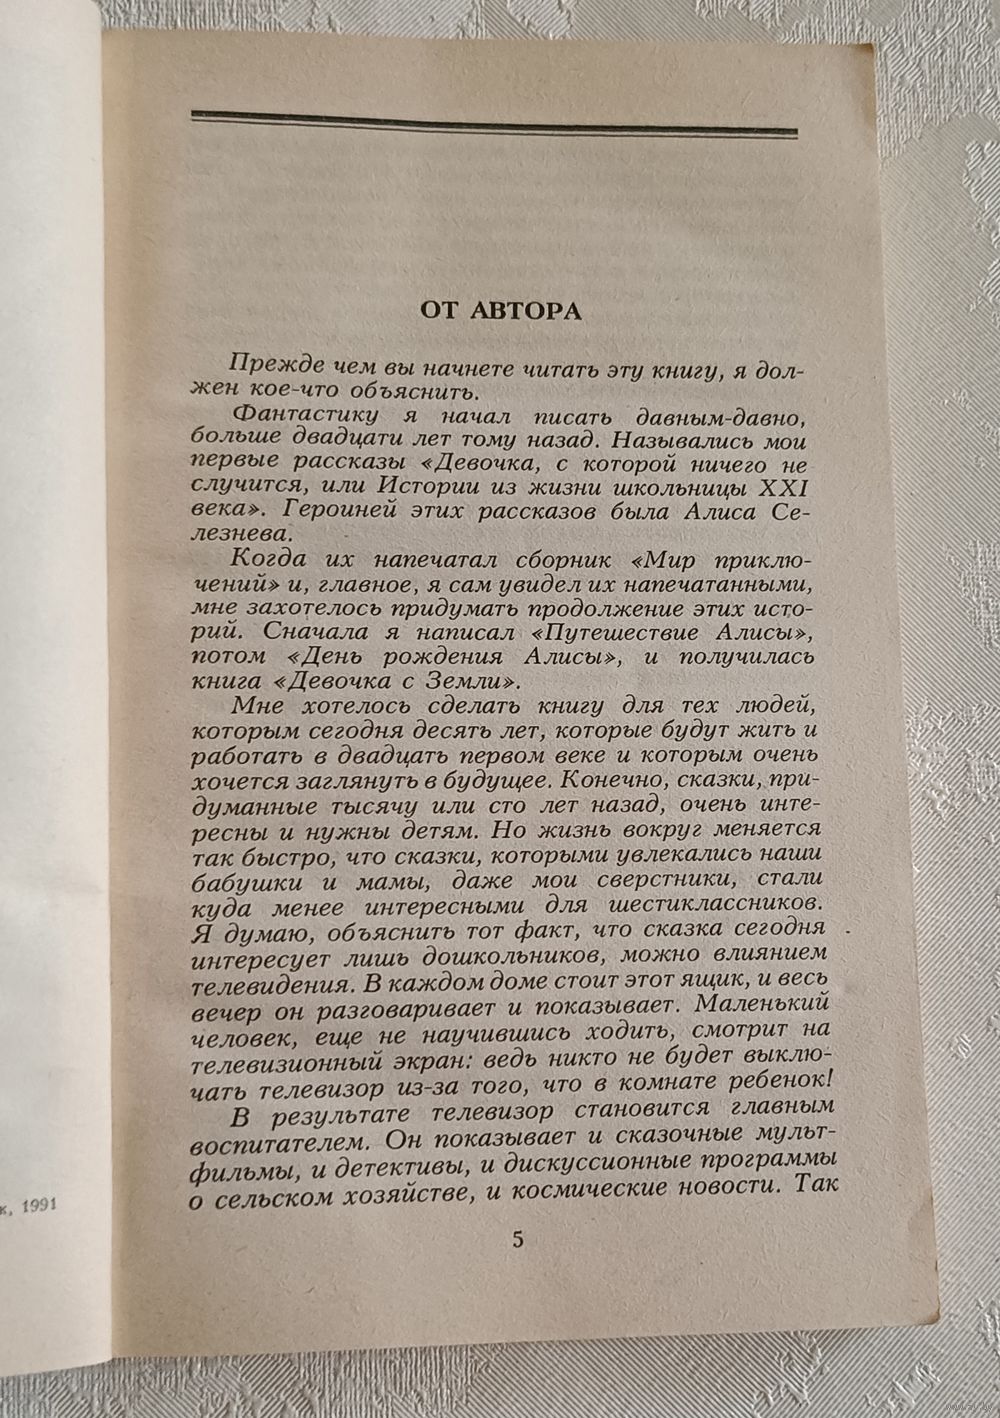 ОТ АВТОРА
Прежде чем вы начнете читать эту книгу, я дол-
жен кое-что объяснить.
Фантастику я начал писать давным-давно,
больше двадцати лет тому назад. Назывались мои
первые рассказы «Девочка, с которой ничего не
случится, или Истории из жизни школьницы XXI
века». Героиней этих рассказов была Алиса Се-
лезнева.
Когда их напечатал сборник «Мир приклю-
чений» и, главное, я сам увидел их напечатанными,
мне захотелось придумать продолжение этих исто-
рий. Сначала я написал «Путешествие Алисы»,
потом «День рождения Алисы», и получилась
книга «Девочка с Земли».
Мне хотелось сделать книгу для тех людей,
которым сегодня десять лет, которые будут жить и
работать в двадцать первом веке и которым очень
хочется заглянуть в будущее. Конечно, сказки, при-
думанные тысячу или сто лет назад, очень инте-
ресны и нужны детям. Но жизнь вокруг меняется
так быстро, что сказки, которыми увлекались наши
бабушки и мамы, даже мои сверстники, стали
куда менее интересными для шестиклассников.
Я думаю, объяснить тот факт, что сказка сегодня
интересует лишь дошкольников, можно влиянием
телевидения. В каждом доме стоит этот ящик, и весь
вечер он разговаривает и показывает. Маленький
человек, еще не научившись ходить, смотрит на
телевизионный экран: ведь никто не будет выклю-
чать телевизор из-за того, что в комнате ребенок!
В результате телевизор становится главным
воспитателем. Он показывает и сказочные мульт-
фильмы, и детективы, и дискуссионные программы
о сельском хозяйстве, и космические новости. Так
5
к, 1991